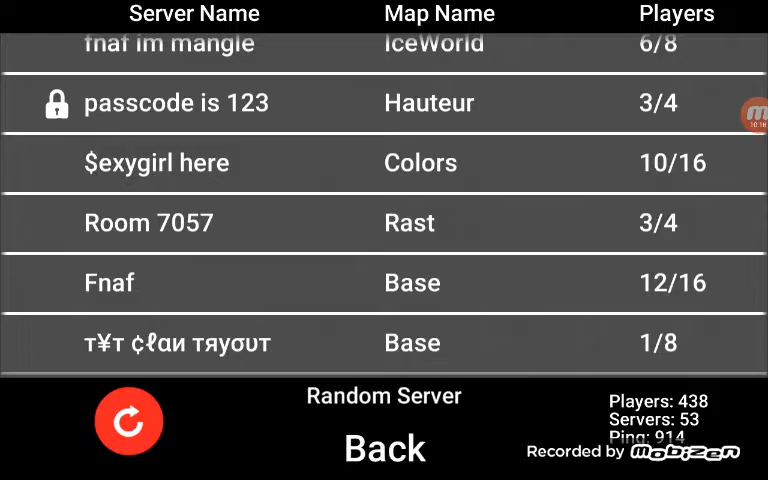 Server Name Map Name Players
fnaf im mangle IceWorld 6/8
passcode is 123 Hauteur 3/4
$exygirl here Colors 10/16
Room 7057 Rast 3/4
Fnaf Base 12/16
т¥т ¢ℓαи тяуσυт Base 1/8
Random Server
Players: 438
Servers: 53
Ping: 914
Back
Recorded by Mobizen